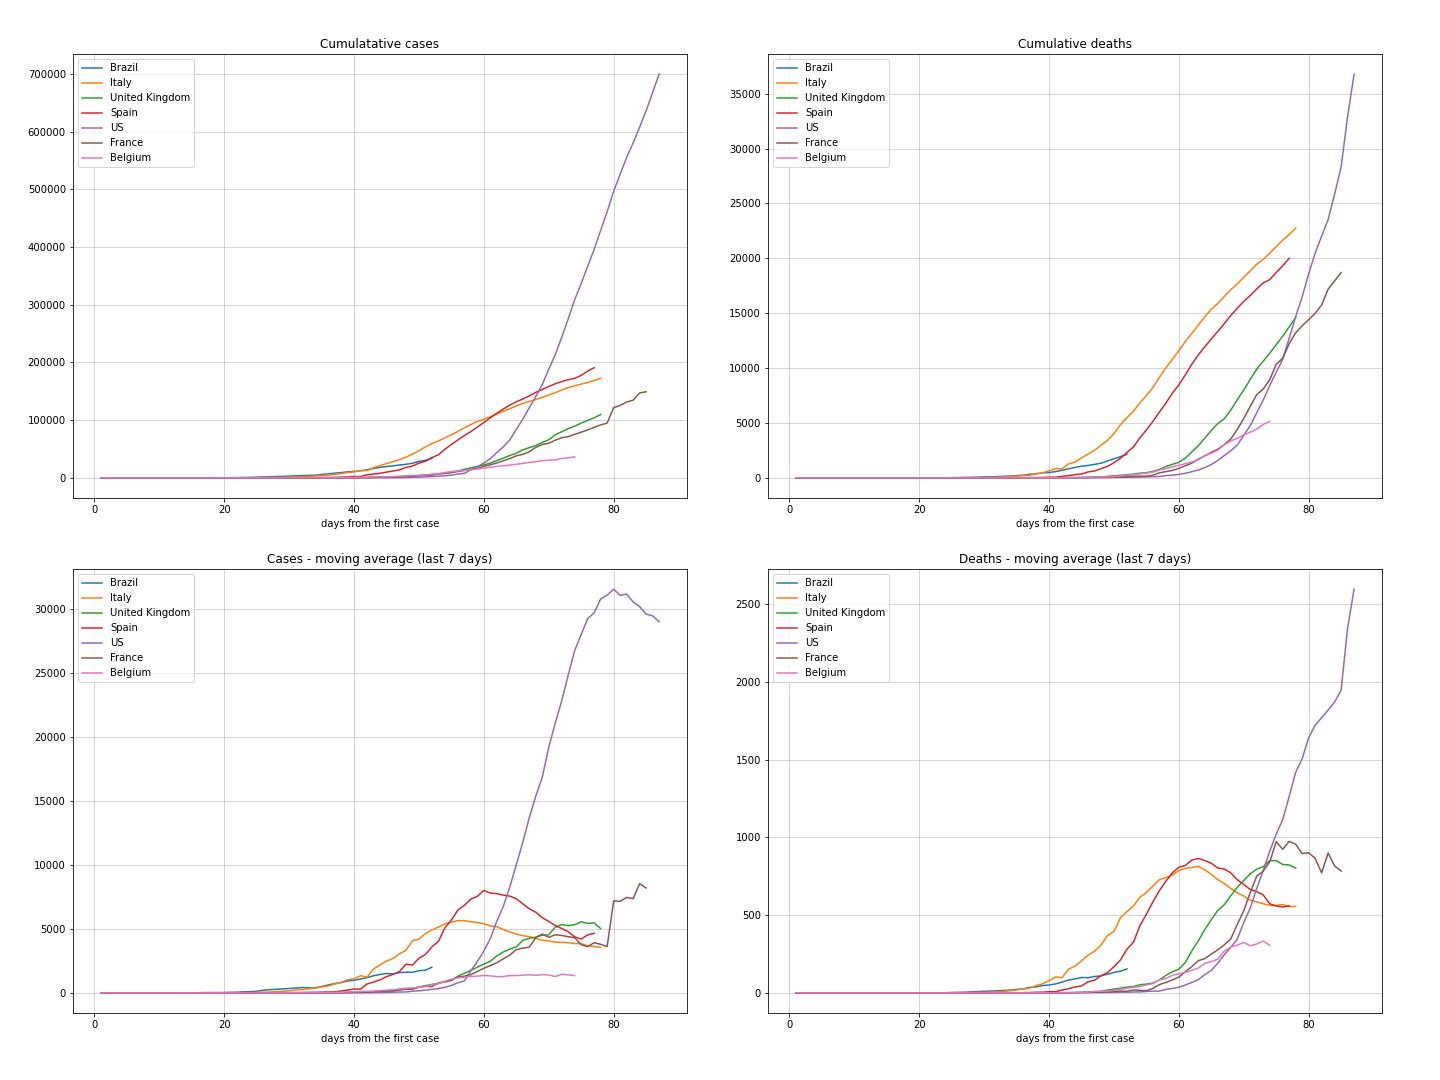 Cumulatative cases
Brazil
Italy
United Kingdom
Spain
US
France
Belgium
700000
600000
500000
400000
300000
200000
100000
0
0 20 40 60 80
days from the first case
Cumulative deaths
Brazil
Italy
United Kingdom
Spain
US
France
Belgium
35000
30000
25000
20000
15000
10000
5000
0
0 20 40 60 80
days from the first case
Cases - moving average (last 7 days)
Brazil
Italy
United Kingdom
Spain
US
France
Belgium
30000
25000
20000
15000
10000
5000
0
0 20 40 60 80
days from the first case
Deaths - moving average (last 7 days)
Brazil
Italy
United Kingdom
Spain
US
France
Belgium
2500
2000
1500
1000
500
0
0 20 40 60 80
days from the first case